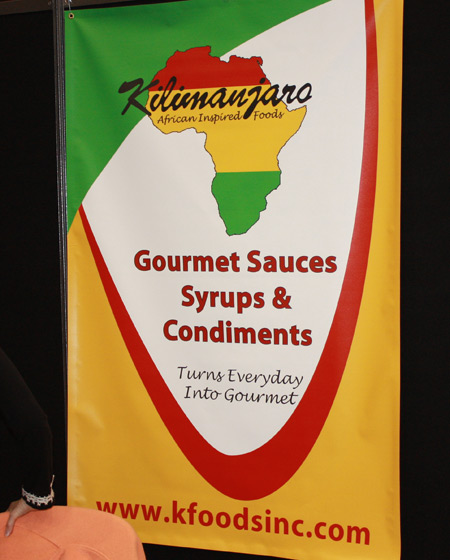 Kilimanjaro
African Inspired Foods
Gourmet Sauces
Syrups &
Condiments
Turns Everyday
Into Gourmet
www.kfoodsinc.com